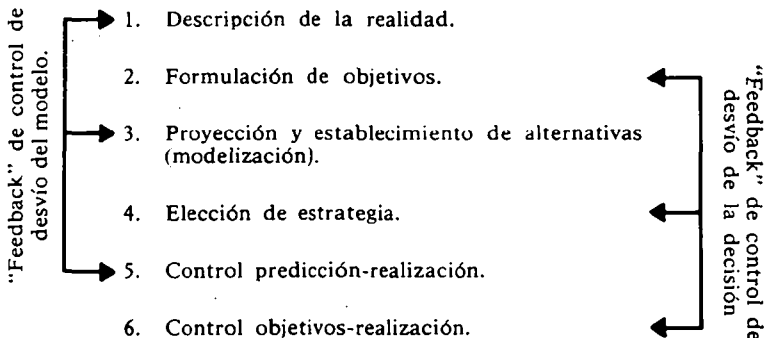 "Feedback" de control de
desvío del modelo.
1. Descripción de la realidad.
2. Formulación de objetivos.
3. Proyección y establecimiento de alternativas
(modelización).
4. Elección de estrategia.
5. Control predicción-realización.
6. Control objetivos-realización.
"Feedback" de control de
desvío de la decisión